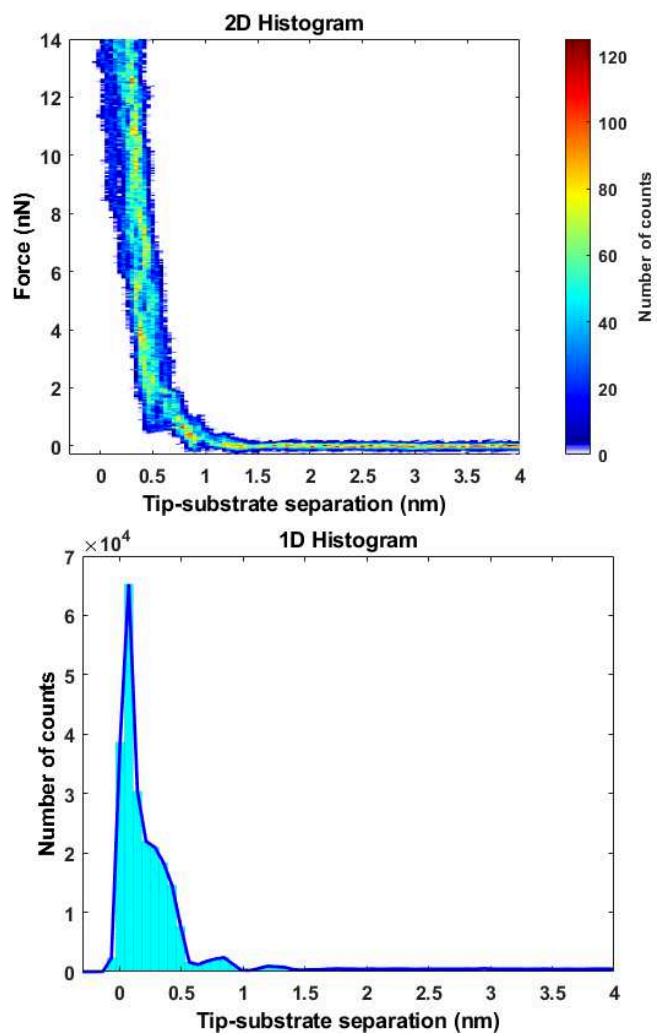 2D Histogram
14
12
10
8
6
4
2
0
Force (nN)
0 0.5 1 1.5 2 2.5 3 3.5 4
Tip-substrate separation (nm)
120
100
80
60
40
20
0
Number of counts
×10^4
1D Histogram
7
6
5
4
3
2
1
0
Number of counts
0 0.5 1 1.5 2 2.5 3 3.5 4
Tip-substrate separation (nm)